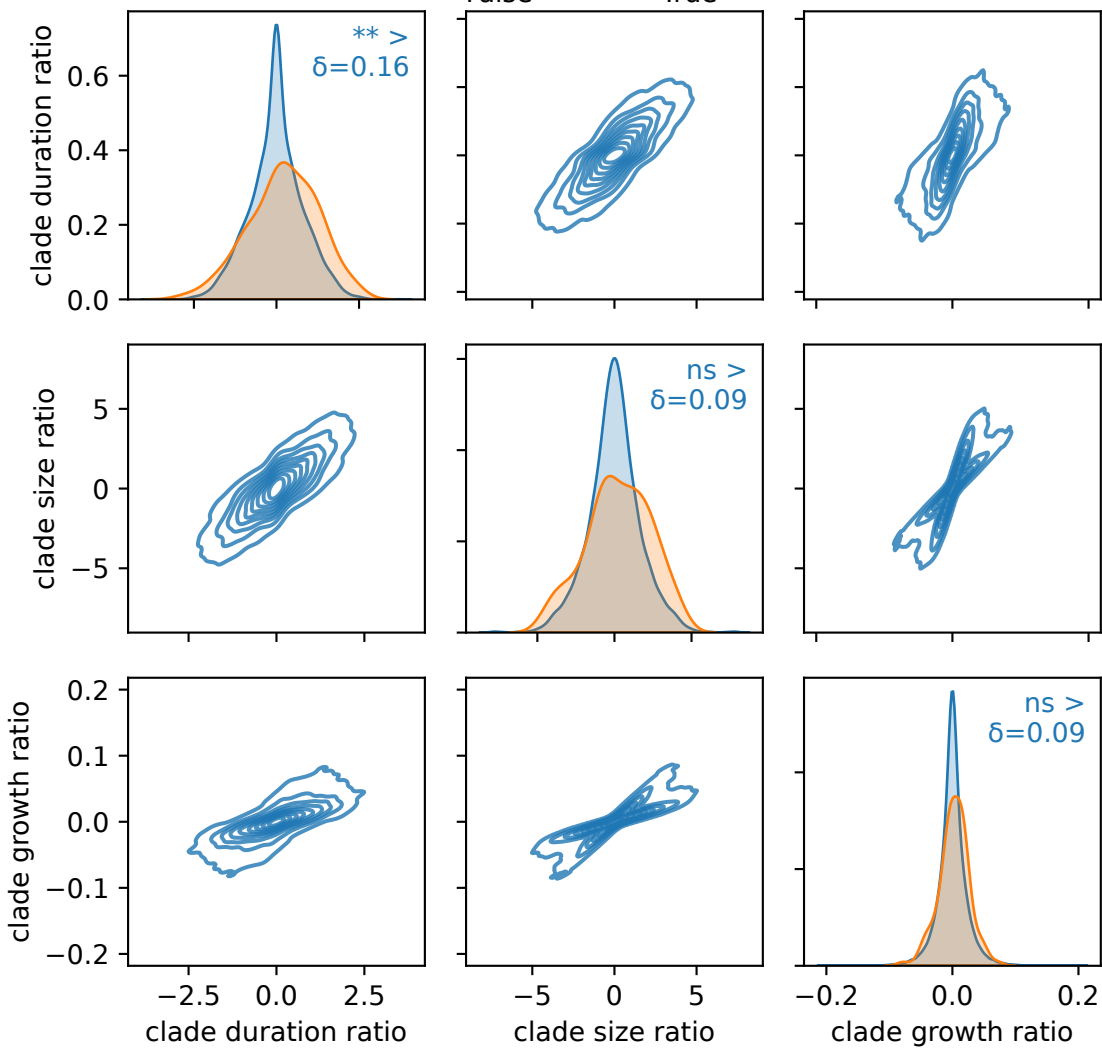 True
clade duration ratio
0.6
0.4
0.2
0.0
** >
δ=0.16
clade size ratio
5
0
−5
ns >
δ=0.09
clade growth ratio
0.2
0.1
0.0
−0.1
−0.2
ns >
δ=0.09
−2.5
0.0
2.5
−5
0
5
−0.2
0.0
0.2
clade duration ratio
clade size ratio
clade growth ratio